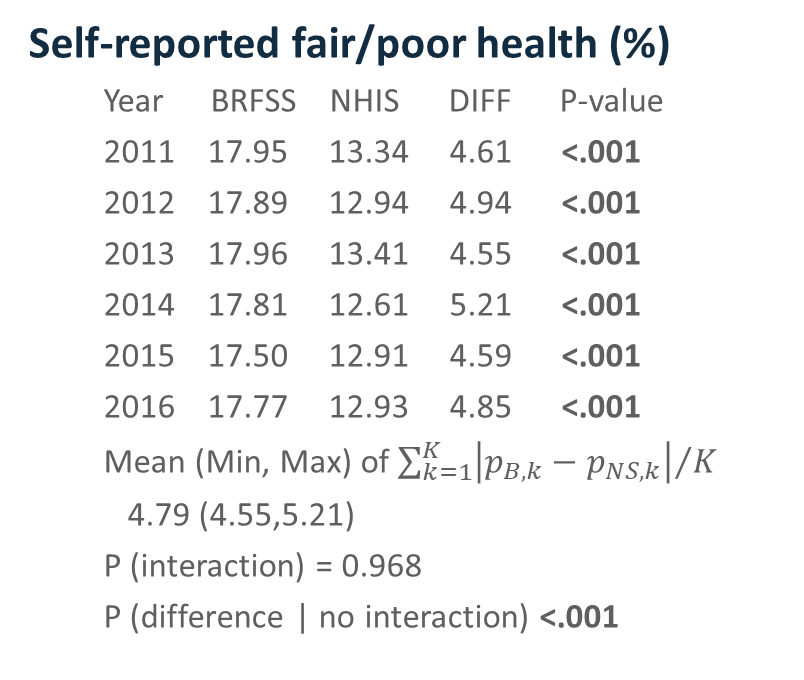 Self-reported fair/poor health (%)
Year BRFSS NHIS DIFF P-value
2011 17.95 13.34 4.61 <.001
2012 17.89 12.94 4.94 <.001
2013 17.96 13.41 4.55 <.001
2014 17.81 12.61 5.21 <.001
2015 17.50 12.91 4.59 <.001
2016 17.77 12.93 4.85 <.001
Mean (Min, Max) of ∑_{k=1}^{K}|p_{B,k} − p_{NS,k}|/K
4.79 (4.55,5.21)
P (interaction) = 0.968
P (difference | no interaction) <.001